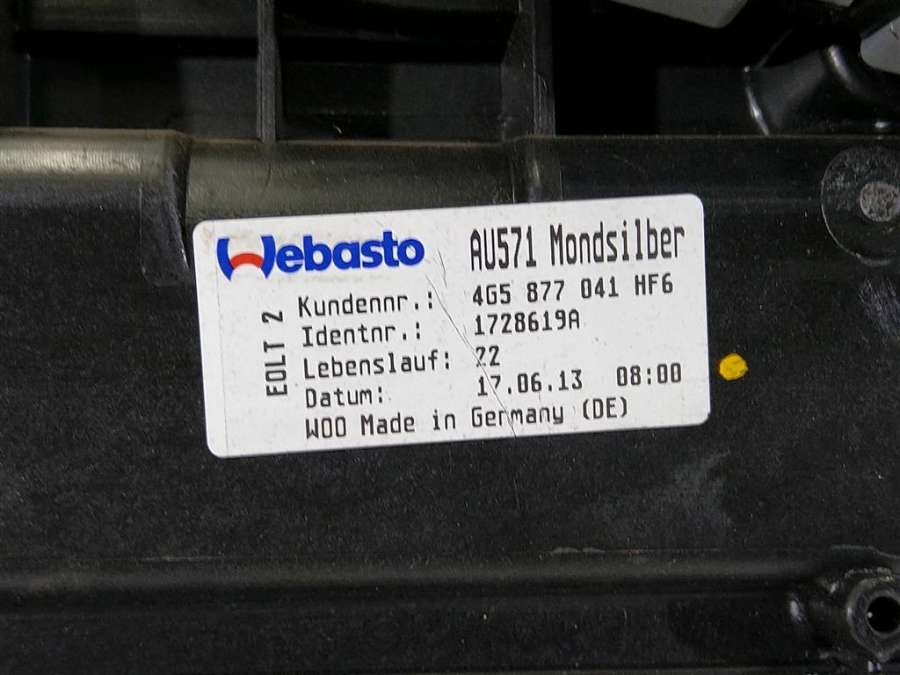 Webasto AU571 Mondsilber
EOLT 2
Kundennr.: 4G5 877 041 HF6
Identnr.: 1728619A
Lebenslauf: 22
Datum: 17.06.13 08:00
WOO Made in Germany (DE)